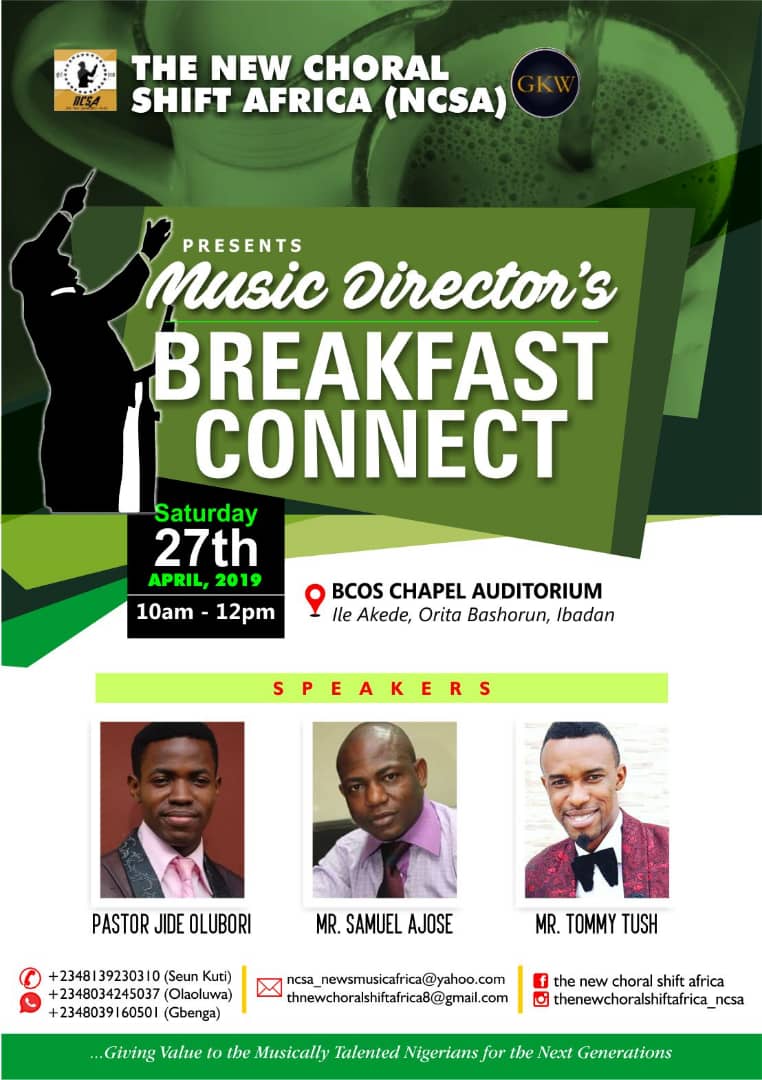 THE NEW CHORAL
SHIFT AFRICA (NCSA)
NCSA
GKW
PRESENTS
Music Director's
BREAKFAST
CONNECT
Saturday
27th
APRIL, 2019
10am - 12pm
BCOS CHAPEL AUDITORIUM
Ile Akede, Orita Bashorun, Ibadan
SPEAKERS
PASTOR JIDE OLUBORI
MR. SAMUEL AJOSE
MR. TOMMY TUSH
+2348139230310 (Seun Kuti)
+2348034245037 (Olaoluwa)
+2348039160501 (Gbenga)
ncsa_newsmusicafrica@yahoo.com
thnewchoralshiftafrica8@gmail.com
the new choral shift africa
thenewchoralshiftafrica_ncsa
...Giving Value to the Musically Talented Nigerians for the Next Generations